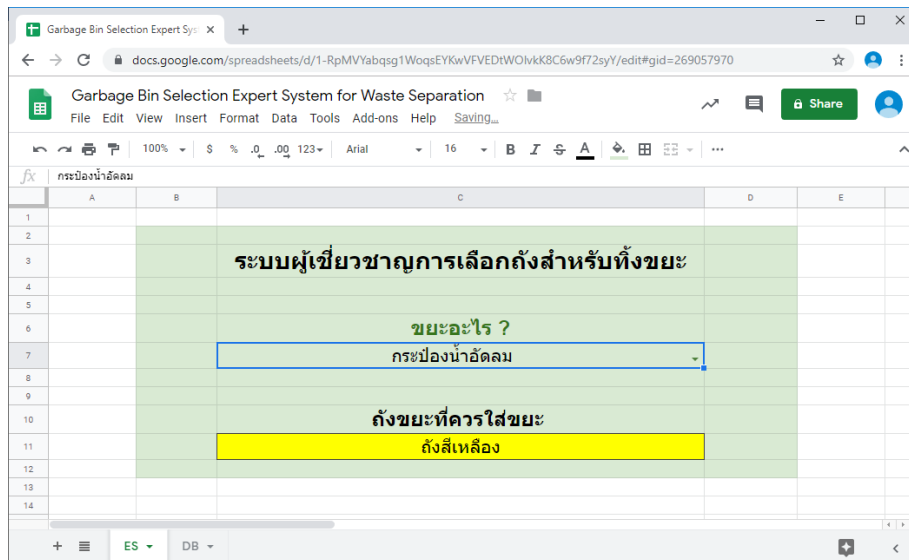 Garbage Bin Selection Expert Sys
docs.google.com/spreadsheets/d/1-RpMVYabqsg1WoqsEYKwVFVEDtWOlvkK8C6w9f72syY/edit#gid=269057970
Garbage Bin Selection Expert System for Waste Separation
Share
File Edit View Insert Format Data Tools Add-ons Help Saving...
100% $ % .0 .00 123 Arial 16 B I S A
fx กระป๋องน้ำอัดลม
A B C D E
1
2
3 ระบบผู้เชี่ยวชาญการเลือกถังสำหรับทิ้งขยะ
4
5
6 ขยะอะไร ?
7 กระป๋องน้ำอัดลม
8
9
10 ถังขยะที่ควรใส่ขยะ
11 ถังสีเหลือง
12
13
14
ES DB